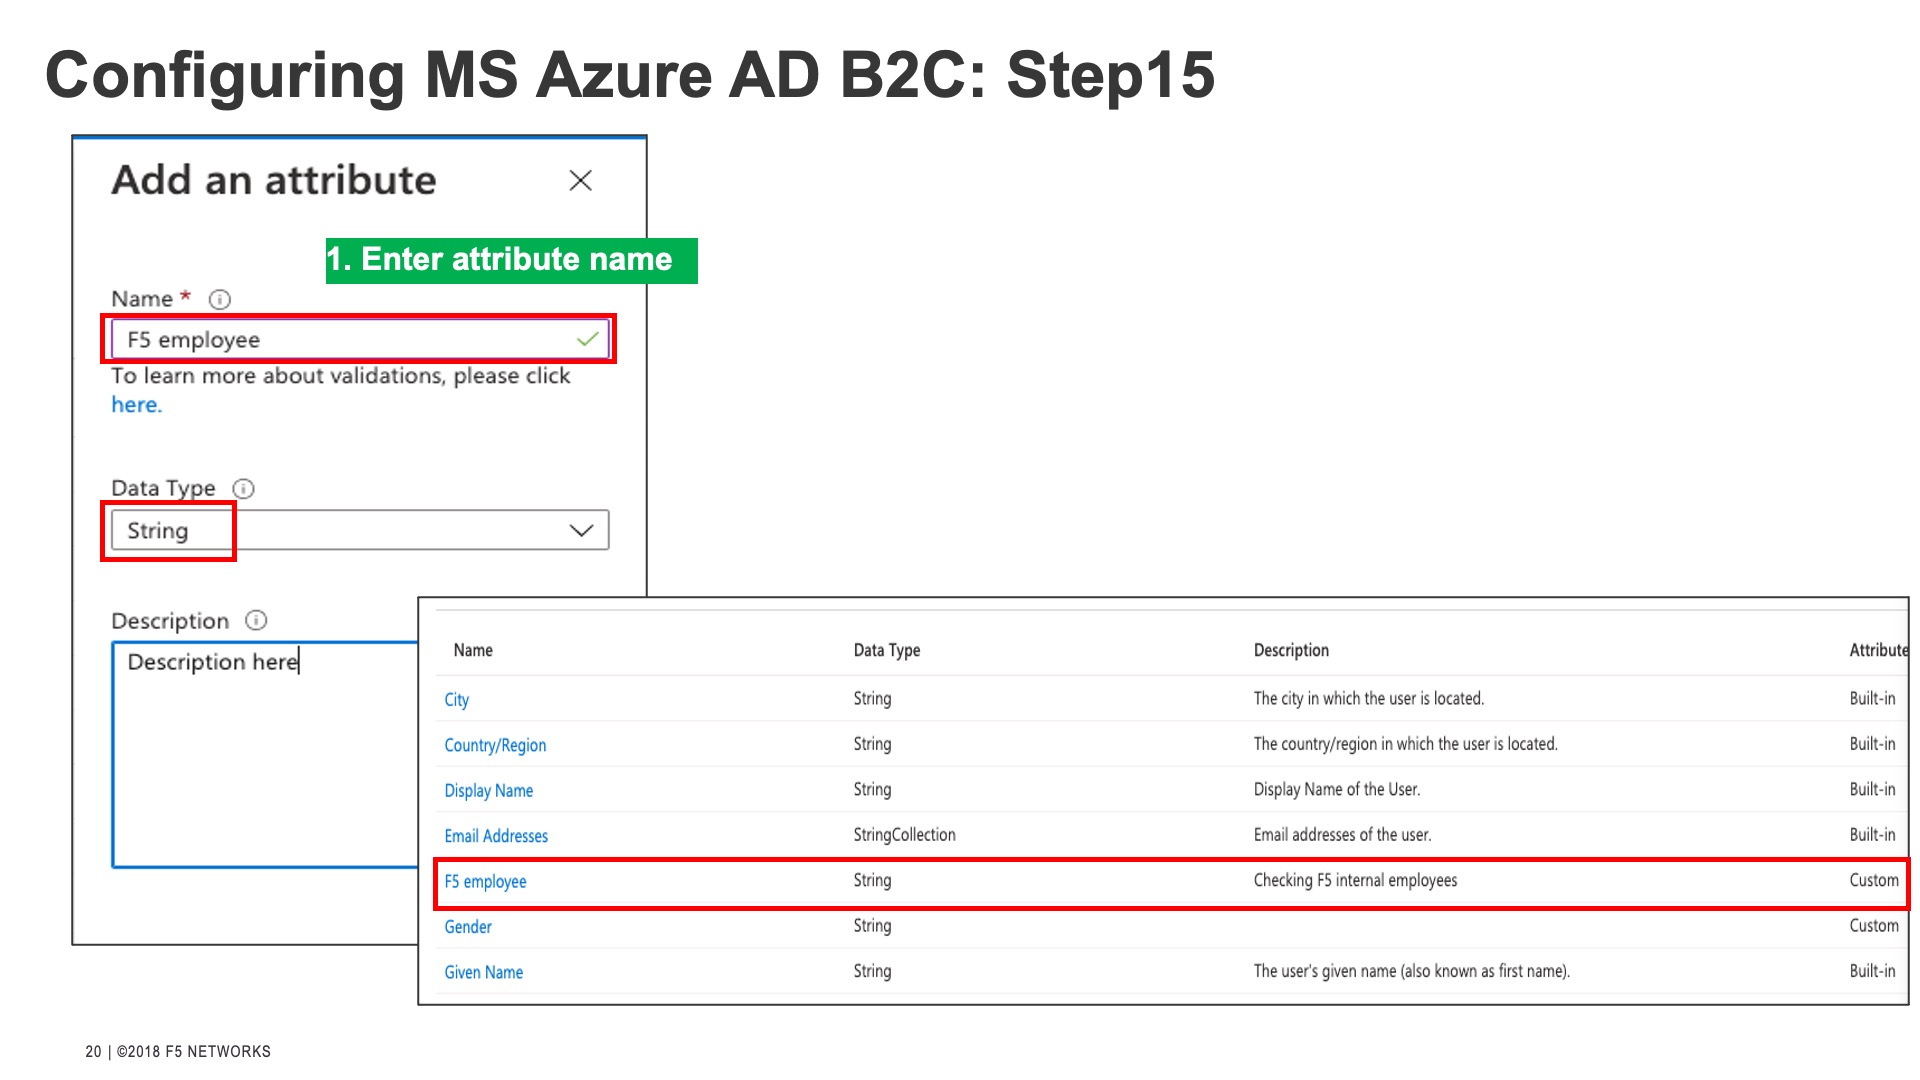 Configuring MS Azure AD B2C: Step15
Add an attribute
1. Enter attribute name
Name *
F5 employee
To learn more about validations, please click
here.
Data Type
String
Description
Description here
Name Data Type Description Attribute
City String The city in which the user is located. Built-in
Country/Region String The country/region in which the user is located. Built-in
Display Name String Display Name of the User. Built-in
Email Addresses StringCollection Email addresses of the user. Built-in
F5 employee String Checking F5 internal employees Custom
Gender String Custom
Given Name String The user's given name (also known as first name). Built-in
20 | ©2018 F5 NETWORKS